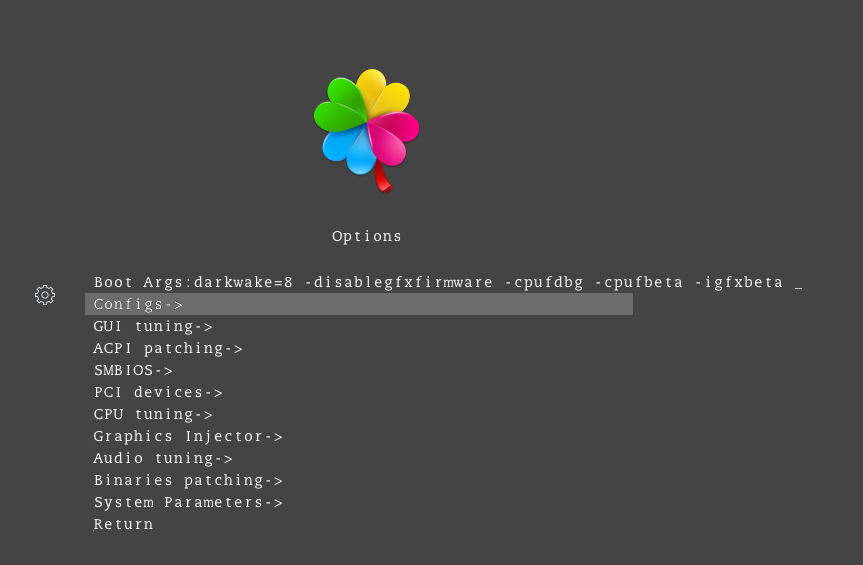 Options
Boot Args:darkwake=8 -disablegfxfirmware -cpufdbg -cpufbeta -igfxbeta _
Configs->
GUI tuning->
ACPI patching->
SMBIOS->
PCI devices->
CPU tuning->
Graphics Injector->
Audio tuning->
Binaries patching->
System Parameters->
Return